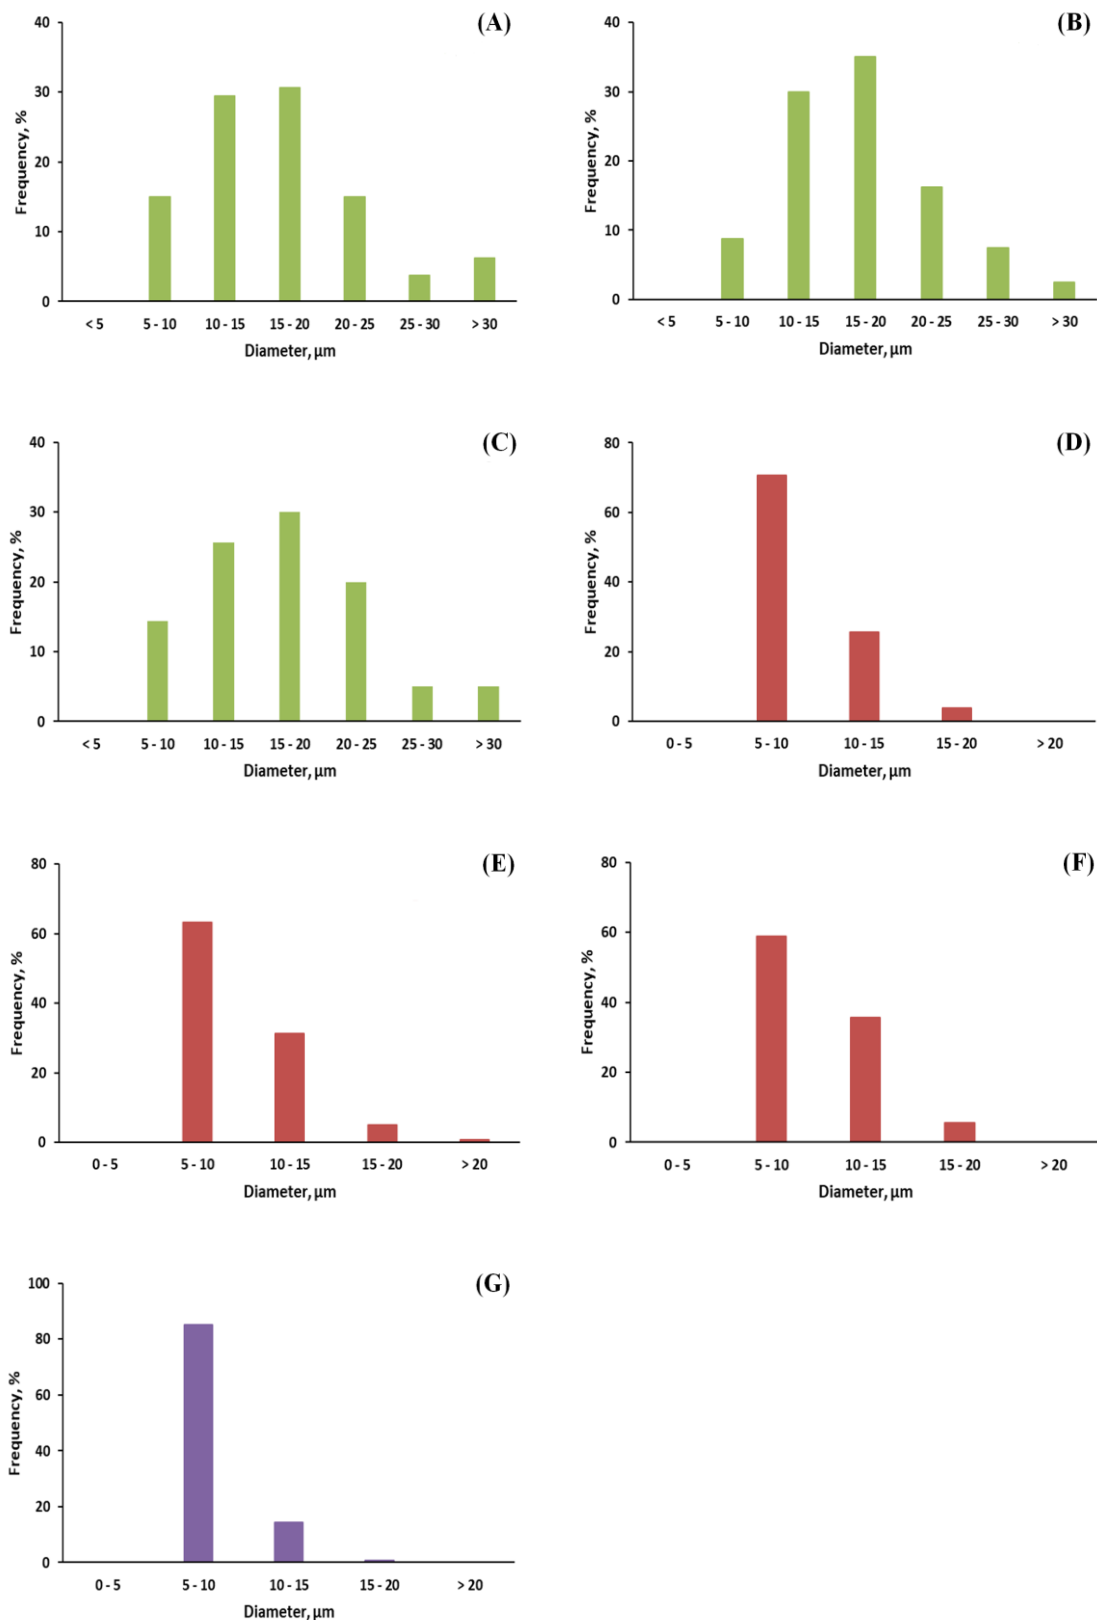 (A)
40
30
20
10
0
Frequency, %
< 5 5 - 10 10 - 15 15 - 20 20 - 25 25 - 30 > 30
Diameter, µm
(B)
40
30
20
10
0
Frequency, %
< 5 5 - 10 10 - 15 15 - 20 20 - 25 25 - 30 > 30
Diameter, µm
(C)
40
30
20
10
0
Frequency, %
< 5 5 - 10 10 - 15 15 - 20 20 - 25 25 - 30 > 30
Diameter, µm
(D)
80
60
40
20
0
Frequency, %
0 - 5 5 - 10 10 - 15 15 - 20 > 20
Diameter, µm
(E)
80
60
40
20
0
Frequency, %
0 - 5 5 - 10 10 - 15 15 - 20 > 20
Diameter, µm
(F)
80
60
40
20
0
Frequency, %
0 - 5 5 - 10 10 - 15 15 - 20 > 20
Diameter, µm
(G)
100
80
60
40
20
0
Frequency, %
0 - 5 5 - 10 10 - 15 15 - 20 > 20
Diameter, µm